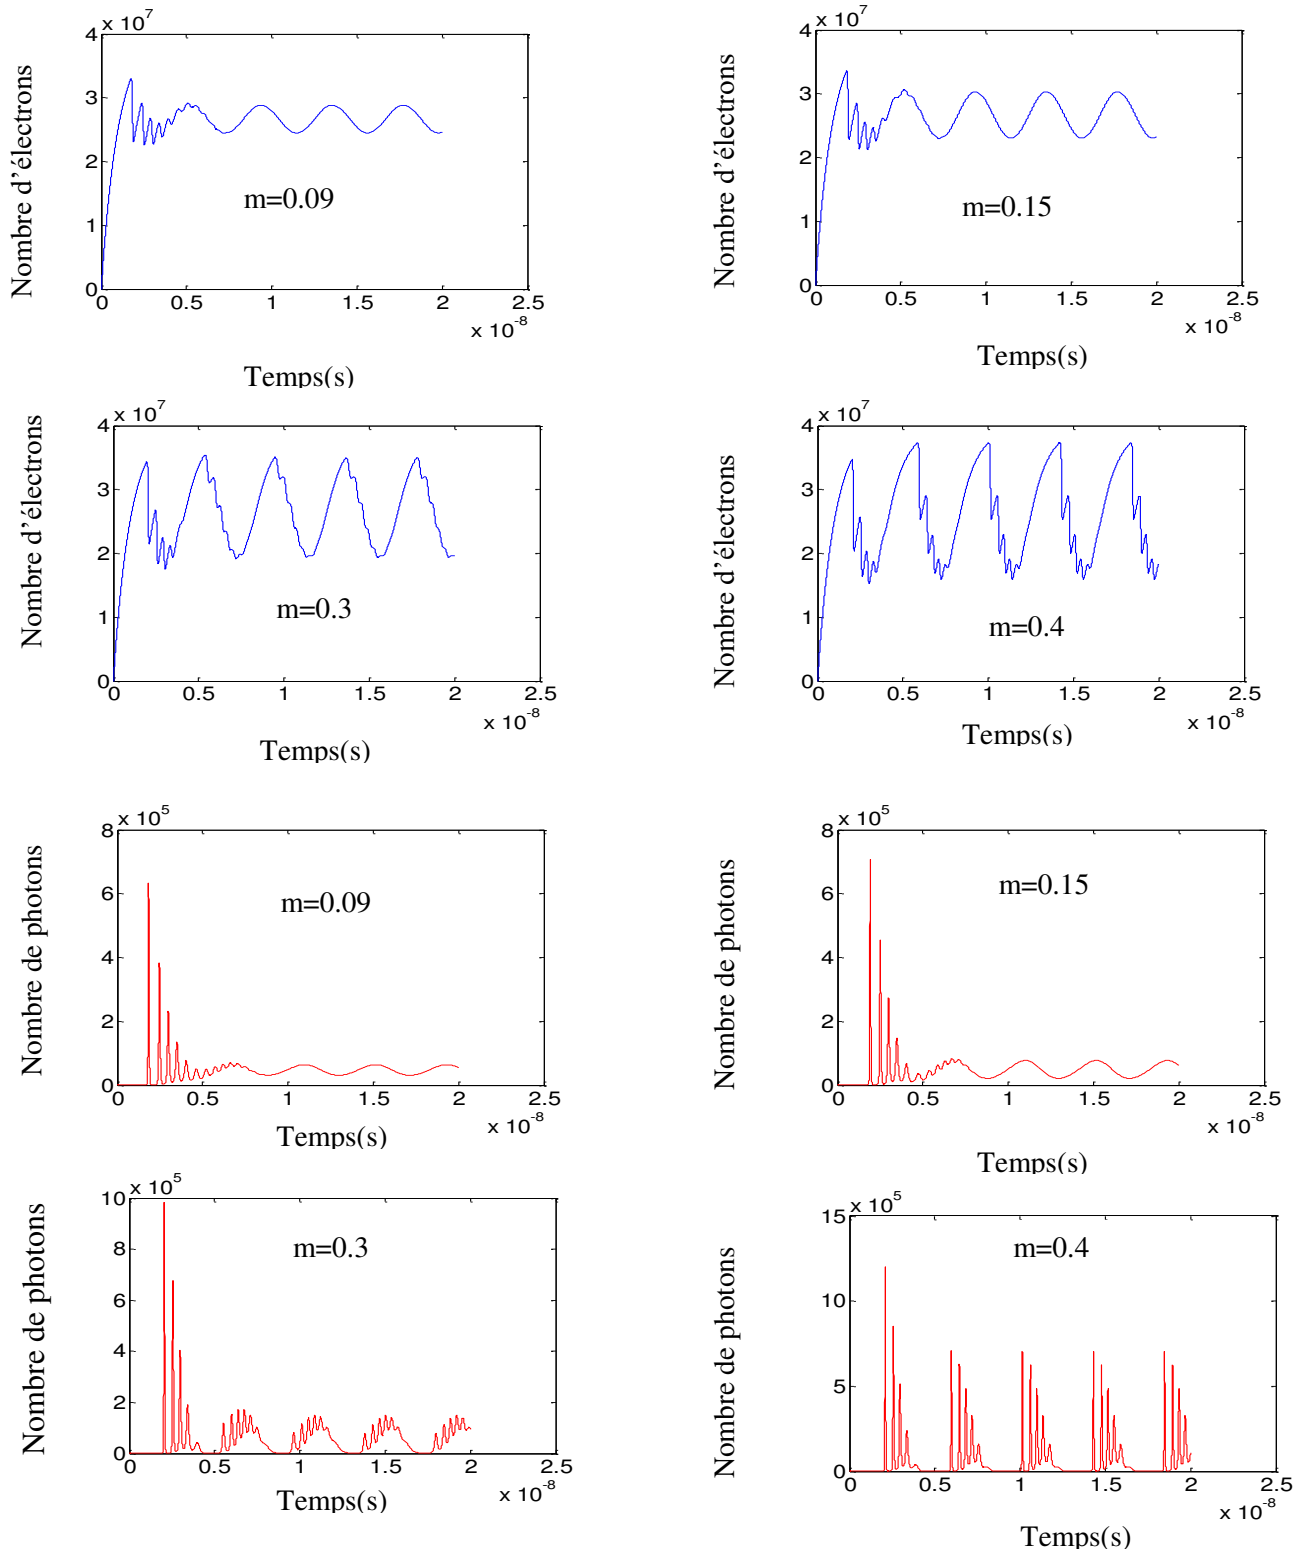 x 10^7
4
3
2
1
0
0 0.5 1 1.5 2 2.5
x 10^-8
Nombre d'électrons
m=0.09
Temps(s)
x 10^7
4
3
2
1
0
0 0.5 1 1.5 2 2.5
x 10^-8
Nombre d'électrons
m=0.15
Temps(s)
x 10^7
4
3
2
1
0
0 0.5 1 1.5 2 2.5
x 10^-8
Nombre d'électrons
m=0.3
Temps(s)
x 10^7
4
3
2
1
0
0 0.5 1 1.5 2 2.5
x 10^-8
Nombre d'électrons
m=0.4
Temps(s)
x 10^5
8
6
4
2
0
0 0.5 1 1.5 2 2.5
x 10^-8
Nombre de photons
m=0.09
Temps(s)
x 10^5
8
6
4
2
0
0 0.5 1 1.5 2 2.5
x 10^-8
Nombre de photons
m=0.15
Temps(s)
x 10^5
10
8
6
4
2
0
0 0.5 1 1.5 2 2.5
x 10^-8
Nombre de photons
m=0.3
Temps(s)
x 10^5
15
10
5
0
0 0.5 1 1.5 2 2.5
x 10^-8
Nombre de photons
m=0.4
Temps(s)